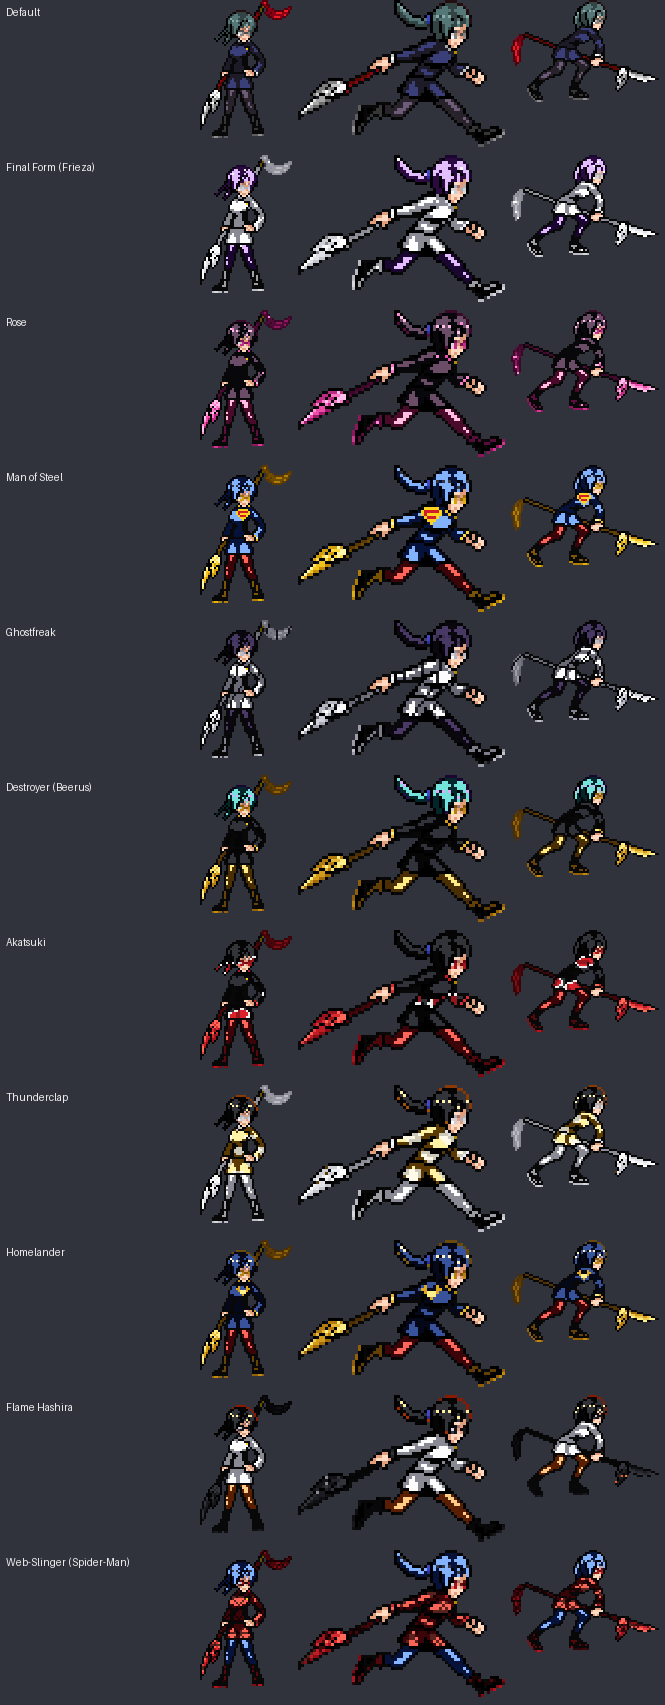 Default
Final Form (Frieza)
Rose
Man of Steel
Ghostfreak
Destroyer (Beerus)
Akatsuki
Thunderclap
Homelander
Flame Hashira
Web-Slinger (Spider-Man)